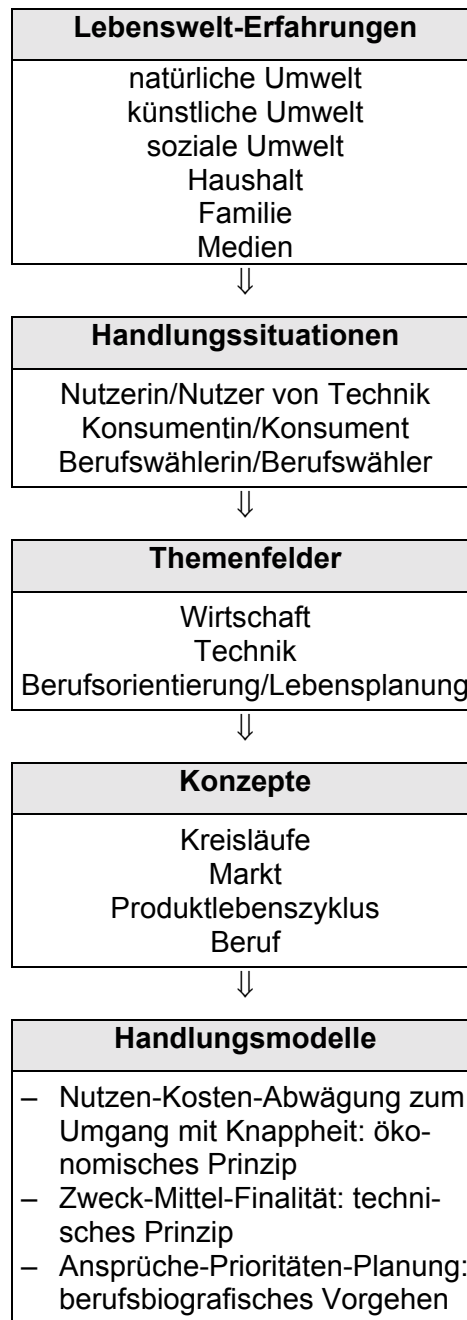 Lebenswelt-Erfahrungen
natürliche Umwelt
künstliche Umwelt
soziale Umwelt
Haushalt
Familie
Medien
⇓
Handlungssituationen
Nutzerin/Nutzer von Technik
Konsumentin/Konsument
Berufswählerin/Berufswähler
⇓
Themenfelder
Wirtschaft
Technik
Berufsorientierung/Lebensplanung
⇓
Konzepte
Kreisläufe
Markt
Produktlebenszyklus
Beruf
⇓
Handlungsmodelle
– Nutzen-Kosten-Abwägung zum
Umgang mit Knappheit: öko-
nomisches Prinzip
– Zweck-Mittel-Finalität: techni-
sches Prinzip
– Ansprüche-Prioritäten-Planung:
berufsbiografisches Vorgehen